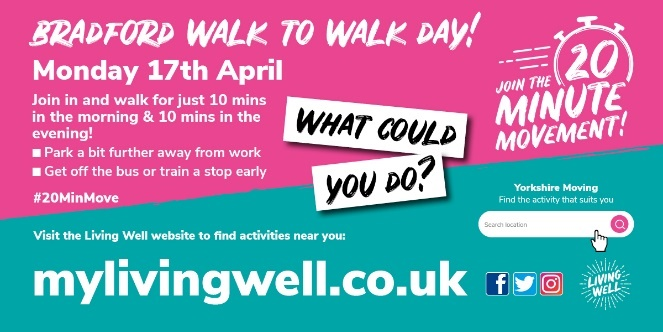 BRADFORD WALK TO WALK DAY!
Monday 17th April
Join in and walk for just 10 mins
in the morning & 10 mins in the
evening!
Park a bit further away from work
Get off the bus or train a stop early
#20MinMove
WHAT COULD
YOU DO?
JOIN THE 20
MINUTE
MOVEMENT!
Yorkshire Moving
Find the activity that suits you
Search location
Visit the Living Well website to find activities near you:
mylivingwell.co.uk
LIVING
WELL